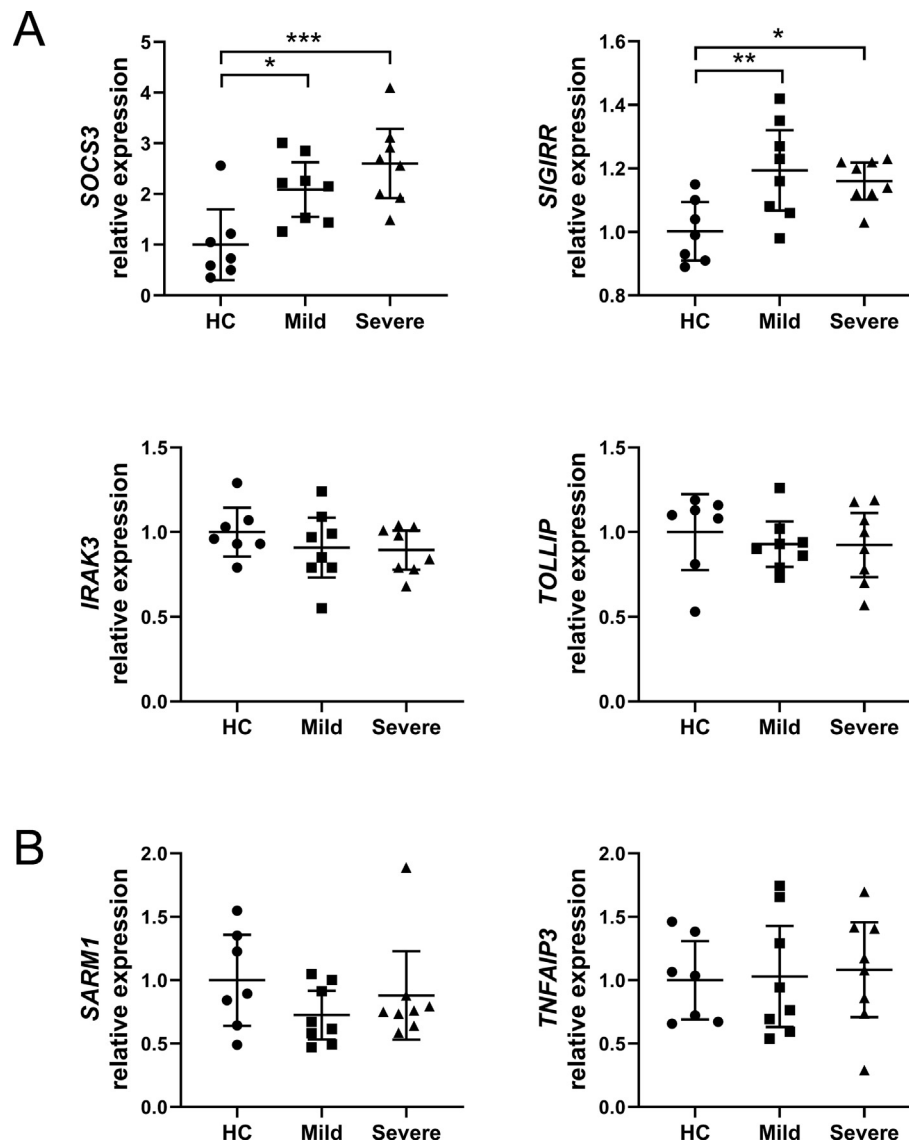 A
SOCS3
relative expression
5
4
3
2
1
0
***
*
HC Mild Severe
SIGIRR
relative expression
1.6
1.4
1.2
1.0
0.8
*
**
HC Mild Severe
IRAK3
relative expression
1.5
1.0
0.5
0.0
HC Mild Severe
TOLLIP
relative expression
1.5
1.0
0.5
0.0
HC Mild Severe
B
SARM1
relative expression
2.0
1.5
1.0
0.5
0.0
HC Mild Severe
TNFAIP3
relative expression
2.0
1.5
1.0
0.5
0.0
HC Mild Severe